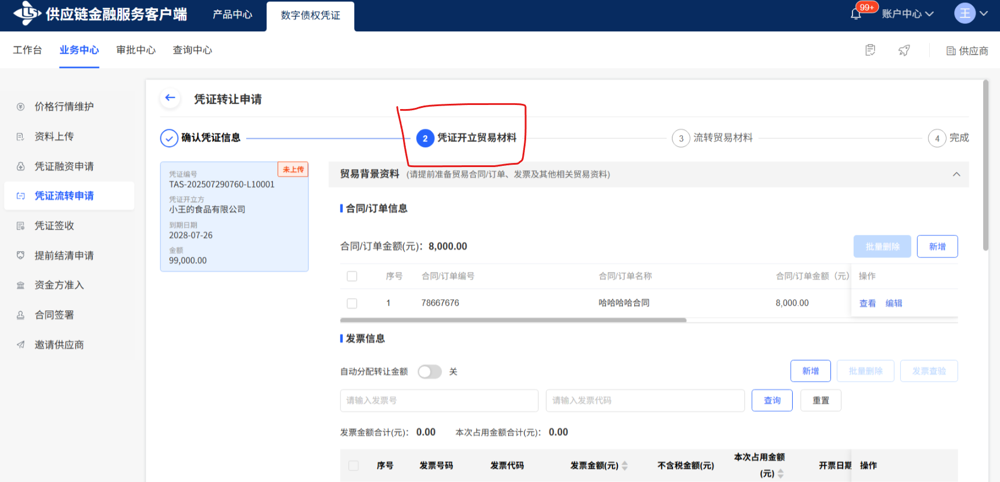 供应链金融服务客户端
产品中心
数字债权凭证
99+
账户中心
王
工作台
业务中心
审批中心
查询中心
供应商
价格行情维护
资料上传
凭证融资申请
凭证流转申请
凭证签收
提前结清申请
资金方准入
合同签署
邀请供应商
凭证转让申请
确认凭证信息
2 凭证开立贸易材料
3 流转贸易材料
4 完成
未上传
凭证编号
TAS-202507290760-L10001
凭证开立方
小王的食品有限公司
到期日期
2028-07-26
金额
99,000.00
贸易背景资料 (请提前准备贸易合同/订单、发票及其他相关贸易资料)
合同/订单信息
合同/订单金额(元): 8,000.00
批量删除 新增
序号 合同/订单编号 合同/订单名称 合同/订单金额（元） 操作
1 78667676 哈哈哈哈合同 8,000.00 查看 编辑
发票信息
自动分配转让金额 关
新增 批量删除 发票查验
请输入发票号 请输入发票代码 查询 重置
发票金额合计(元): 0.00 本次占用金额合计(元): 0.00
序号 发票号码 发票代码 发票金额(元) 不含税金额(元) 本次占用金额(元) 开票日期 操作